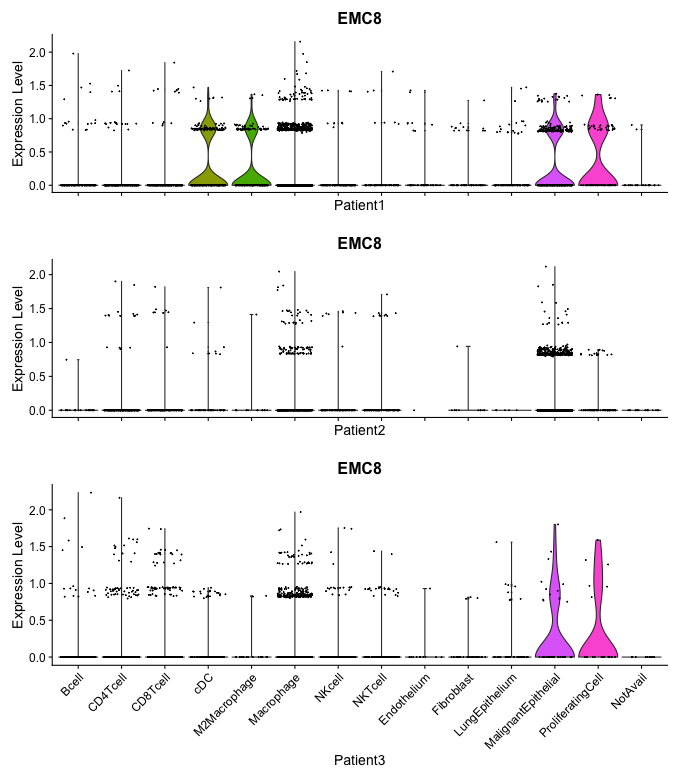 EMC8
Expression Level
2.0
1.5
1.0
0.5
0.0
Patient1
EMC8
Expression Level
2.0
1.5
1.0
0.5
0.0
Patient2
EMC8
Expression Level
2.0
1.5
1.0
0.5
0.0
Bcell
CD4Tcell
CD8Tcell
cDC
M2Macrophage
Macrophage
NKcell
NKTcell
Endothelium
Fibroblast
LungEpithelium
MalignantEpithelial
ProliferatingCell
NotAvail
Patient3